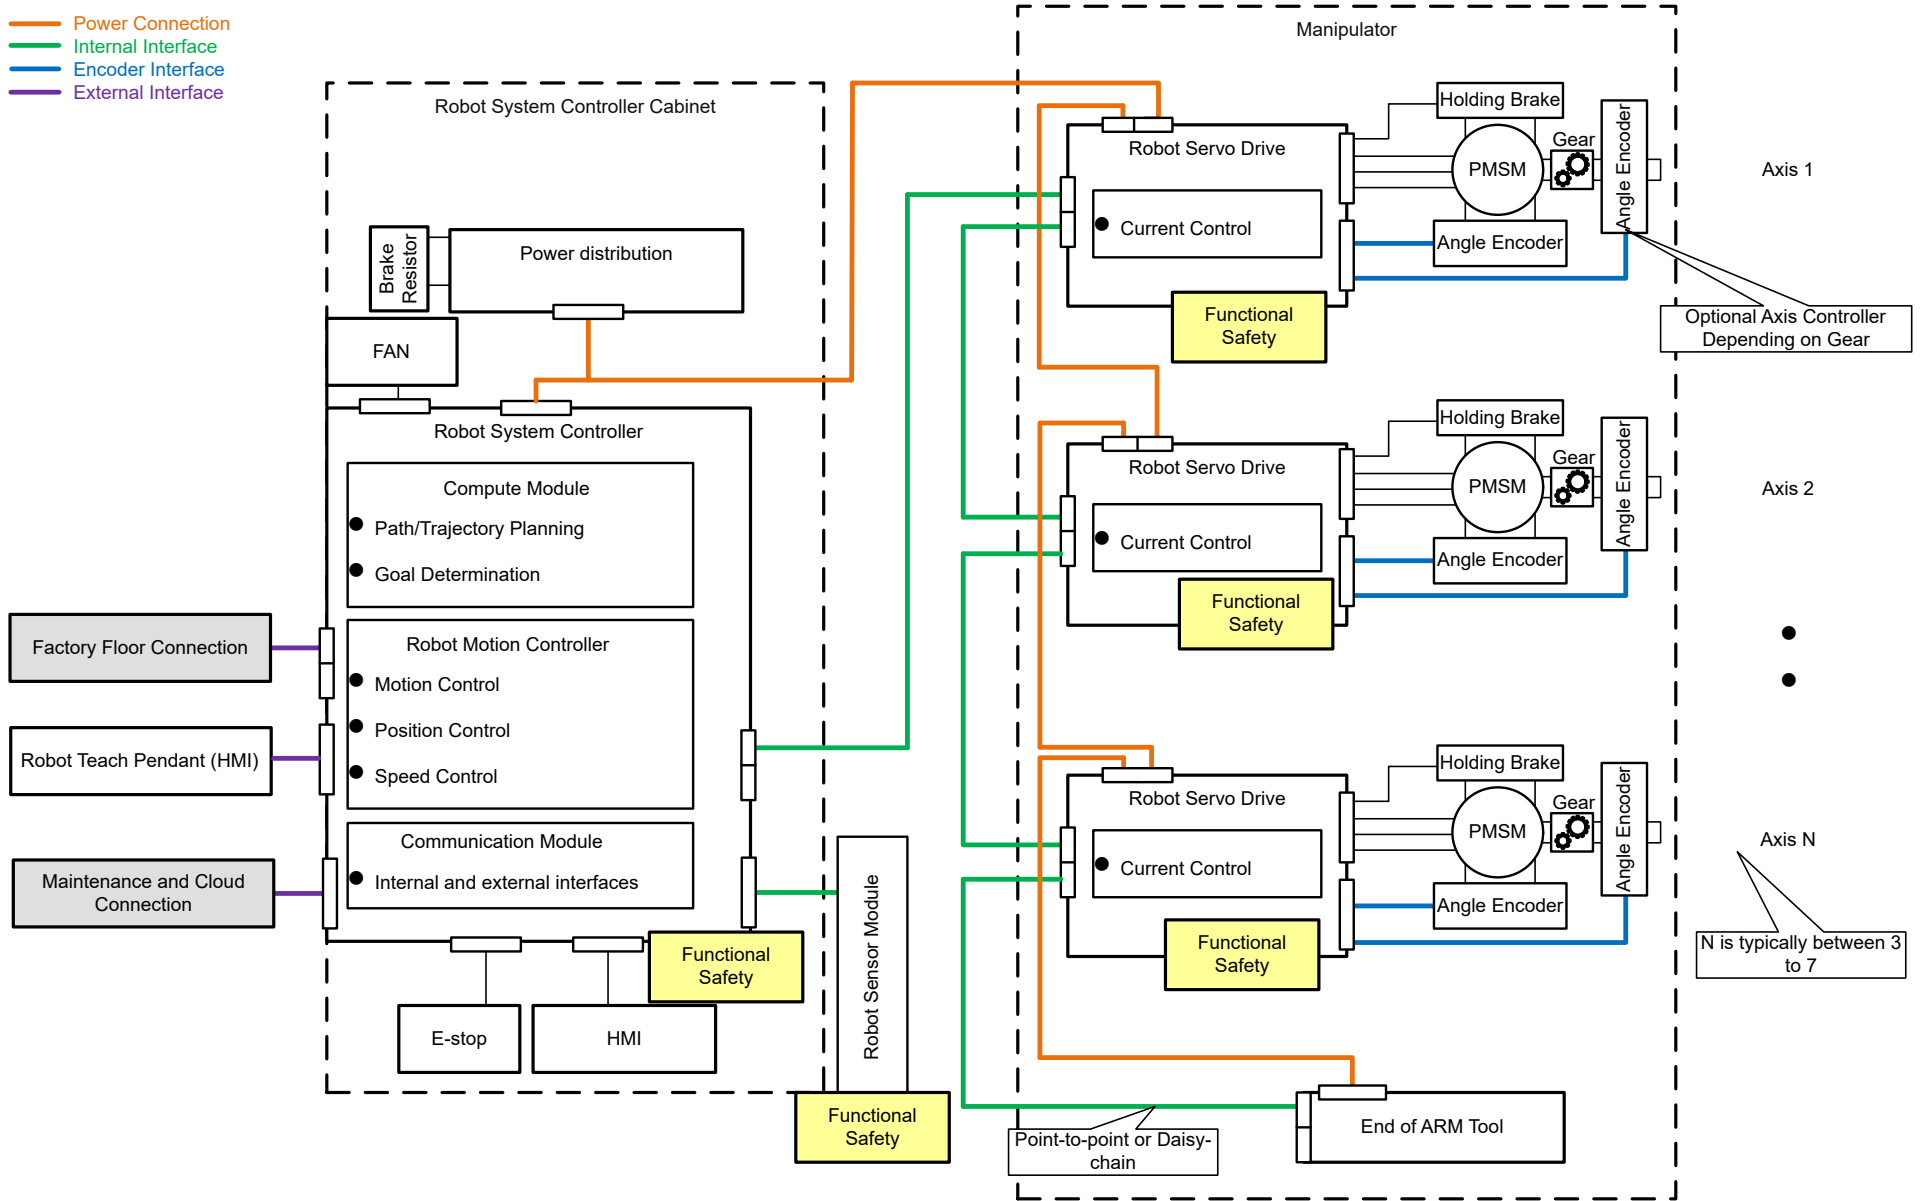 Power Connection
Internal Interface
Encoder Interface
External Interface
Robot System Controller Cabinet
Brake
Resistor
Power distribution
FAN
Robot System Controller
Compute Module
Path/Trajectory Planning
Goal Determination
Robot Motion Controller
Motion Control
Position Control
Speed Control
Communication Module
Internal and external interfaces
Functional
Safety
E-stop
HMI
Factory Floor Connection
Robot Teach Pendant (HMI)
Maintenance and Cloud
Connection
Robot Sensor Module
Functional
Safety
Manipulator
Robot Servo Drive
Current Control
Functional
Safety
Holding Brake
PMSM
Gear
Angle Encoder
Angle Encoder
Axis 1
Optional Axis Controller
Depending on Gear
Robot Servo Drive
Current Control
Functional
Safety
Holding Brake
PMSM
Gear
Angle Encoder
Angle Encoder
Axis 2
Robot Servo Drive
Current Control
Functional
Safety
Holding Brake
PMSM
Gear
Angle Encoder
Angle Encoder
Axis N
N is typically between 3
to 7
Point-to-point or Daisy-
chain
End of ARM Tool